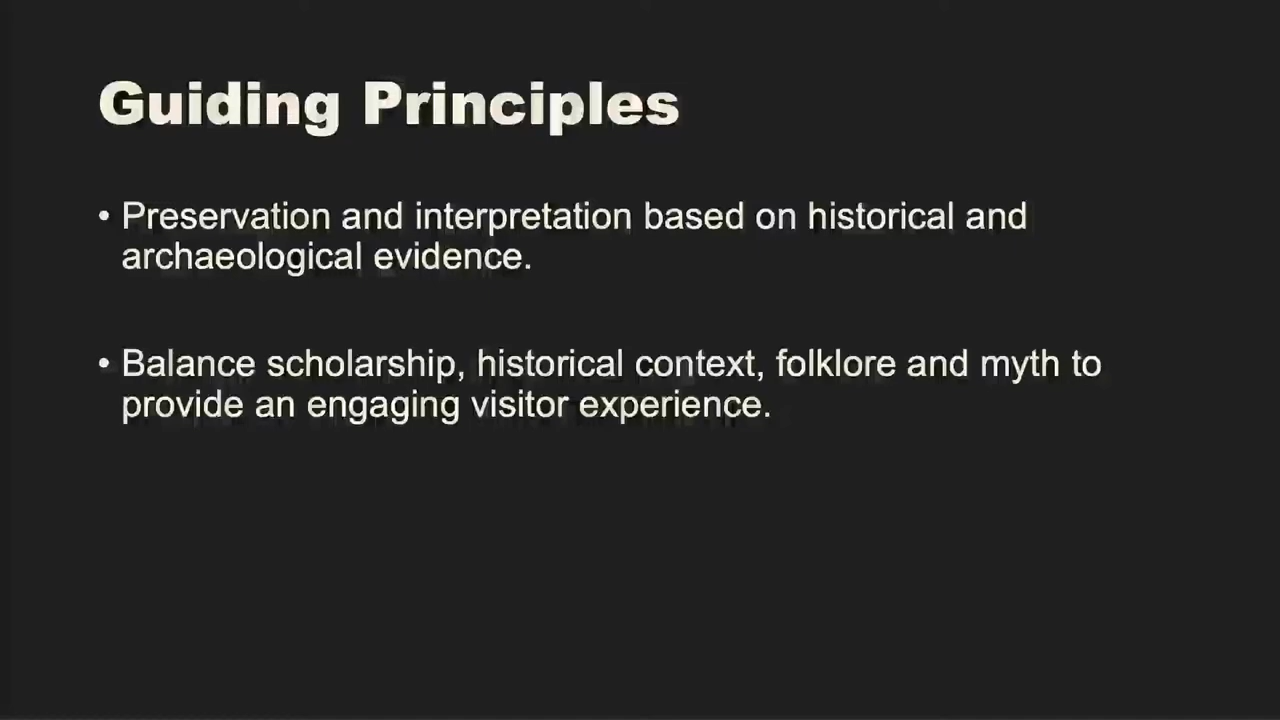 Guiding Principles
• Preservation and interpretation based on historical and
archaeological evidence.
• Balance scholarship, historical context, folklore and myth to
provide an engaging visitor experience.